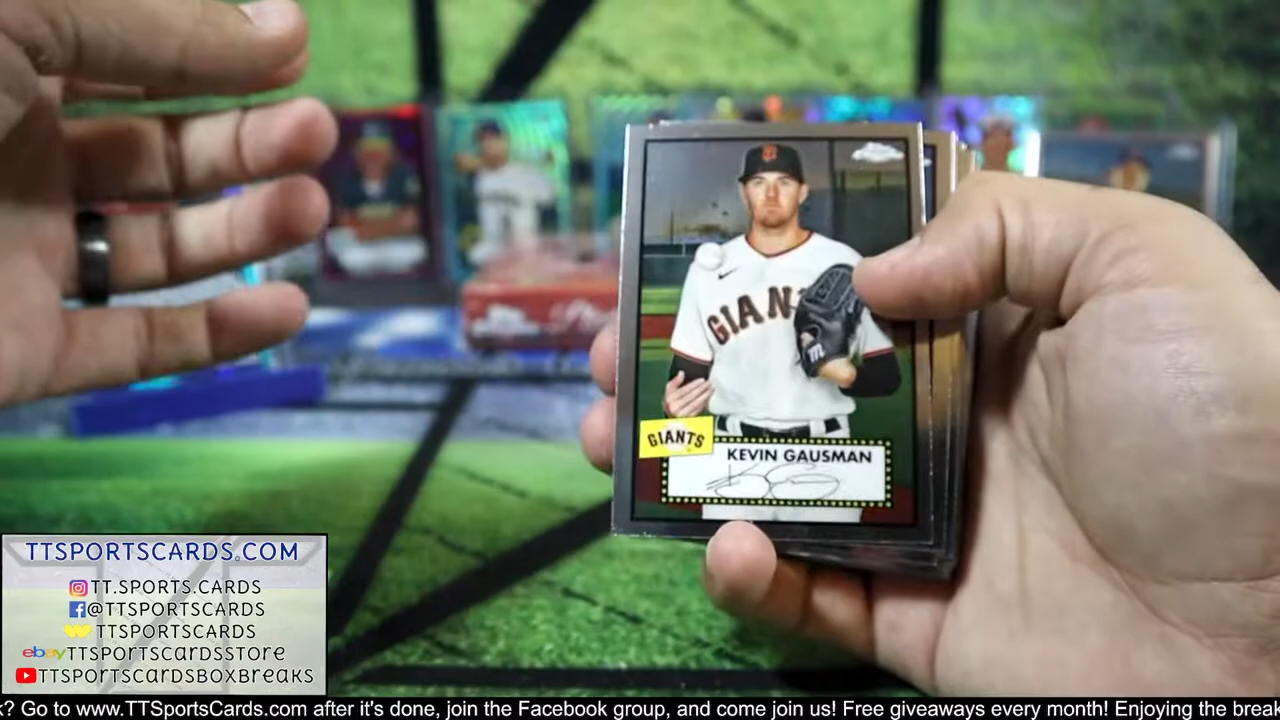 GIANTS
GIANTS
KEVIN GAUSMAN
TTSPORTSCARDS.COM
TT.SPORTS.CARDS
@TTSPORTSCARDS
TTSPORTSCARDS
ebay TTSPORTSCARDSSTORE
TTSPORTSCARDSBOXBREAKS
? Go to www.TTSportsCards.com after it's done, join the Facebook group, and come join us! Free giveaways every month! Enjoying the break